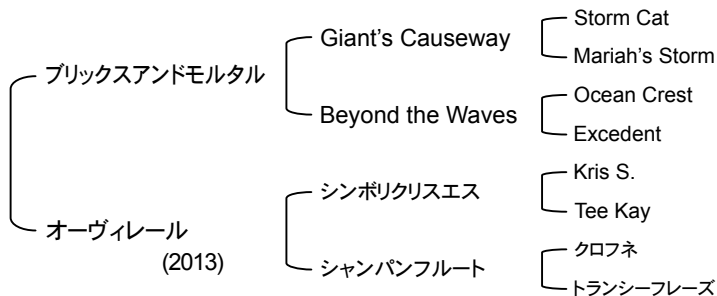 Storm Cat
Giant's Causeway
Mariah's Storm
ブリックスアンドモルタル
Ocean Crest
Beyond the Waves
Excedent
Kris S.
シンボリクリスエス
Tee Kay
オーヴィレール
(2013)
クロフネ
シャンパンフルート
トランシーフレーズ